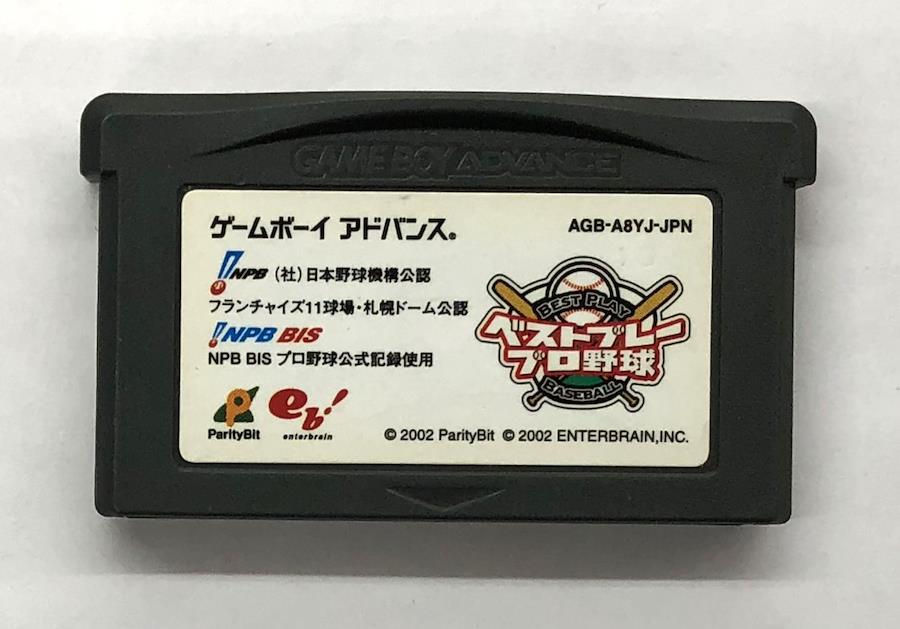 GAME BOY ADVANCE
ゲームボーイ アドバンス®
AGB-A8YJ-JPN
NPB (社)日本野球機構公認
フランチャイズ11球場・札幌ドーム公認
NPB BIS
NPB BIS プロ野球公式記録使用
BEST PLAY
ベストプレー
プロ野球
BASEBALL
ParityBit
eb!
enterbrain
© 2002 ParityBit © 2002 ENTERBRAIN,INC.